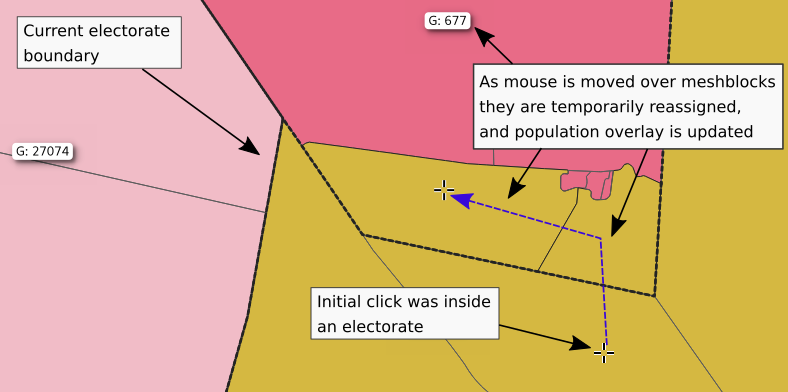 G: 677
Current electorate
boundary
As mouse is moved over meshblocks
they are temporarily reassigned,
and population overlay is updated
G: 27074
Initial click was inside
an electorate